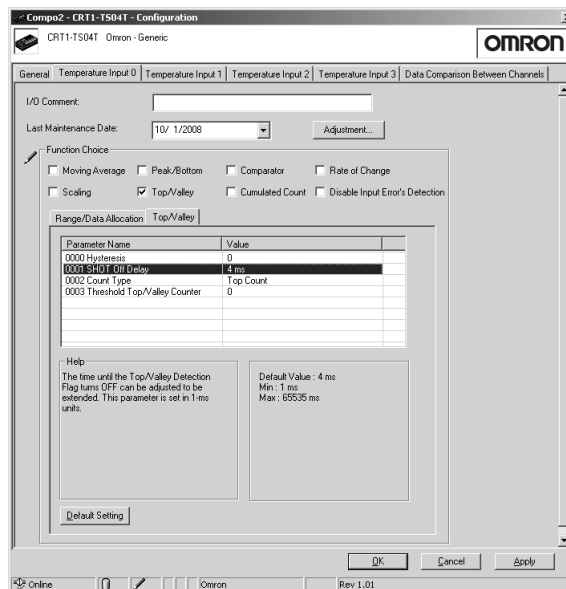 Compo2 - CRT1-TS04T - Configuration
CRT1-TS04T Omron - Generic
OMRON
General Temperature Input 0 Temperature Input 1 Temperature Input 2 Temperature Input 3 Data Comparison Between Channels
I/O Comment:
Last Maintenance Date: 10/ 1/2008 Adjustment...
Function Choice
Moving Average Peak/Bottom Comparator Rate of Change
Scaling Top/Valley Cumulated Count Disable Input Error's Detection
Range/Data Allocation Top/Valley
Parameter Name Value
0000 Hysteresis 0
0001 SHOT Off Delay 4 ms
0002 Count Type Top Count
0003 Threshold Top/Valley Counter 0
Help
The time until the Top/Valley Detection
Flag turns OFF can be adjusted to be
extended. This parameter is set in 1-ms
units.
Default Value : 4 ms
Min : 1 ms
Max : 65535 ms
Default Setting
OK Cancel Apply
Online Omron Rev 1.01